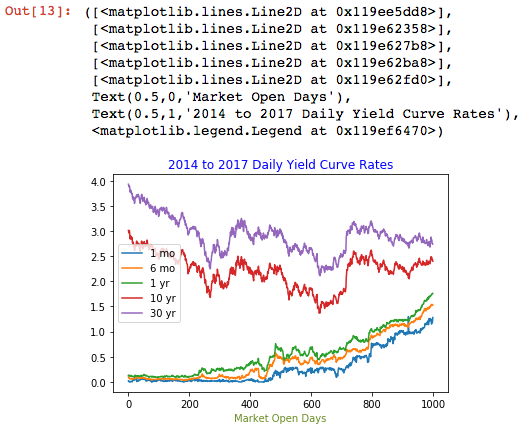 Out[13]: ([<matplotlib.lines.Line2D at 0x119ee5dd8>],
[<matplotlib.lines.Line2D at 0x119e62358>],
[<matplotlib.lines.Line2D at 0x119e627b8>],
[<matplotlib.lines.Line2D at 0x119e62ba8>],
[<matplotlib.lines.Line2D at 0x119e62fd0>],
Text(0.5,0,'Market Open Days'),
Text(0.5,1,'2014 to 2017 Daily Yield Curve Rates'),
<matplotlib.legend.Legend at 0x119ef6470>)
2014 to 2017 Daily Yield Curve Rates
4.0
3.5
3.0
2.5
2.0
1.5
1.0
0.5
0.0
1 mo
6 mo
1 yr
10 yr
30 yr
0 200 400 600 800 1000
Market Open Days